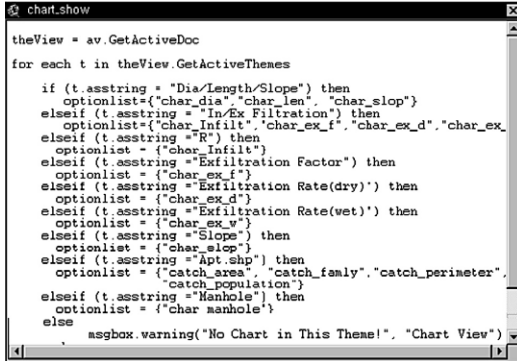 chart_show
theView = av.GetActiveDoc
for each t in theView.GetActiveThemes
if (t.asstring = "Dia/Length/Slope") then
optionlist={"char_dia","char_len", "char_slop"}
elseif (t.asstring = "In/Ex Filtration") then
optionlist={"char_Infilt","char_ex_f","char_ex_d","char_ex_
elseif (t.asstring ="R") then
optionlist = {"char_Infilt"}
elseif (t.asstring ="Exfiltration Factor") then
optionlist = {"char_ex_f"}
elseif (t.asstring ="Exfiltration Rate(dry)") then
optionlist = {"char_ex_d"}
elseif (t.asstring ="Exfiltration Rate(wet)") then
optionlist = {"char_ex_w"}
elseif (t.asstring ="Slope") then
optionlist = {"char_slop"}
elseif (t.asstring ="Apt.shp") then
optionlist = {"catch_area", "catch_famly","catch_perimeter",
"catch_population"}
elseif (t.asstring ="Manhole") then
optionlist = {"char_manhole"}
else
msgbox.warning("No Chart in This Theme!", "Chart View")